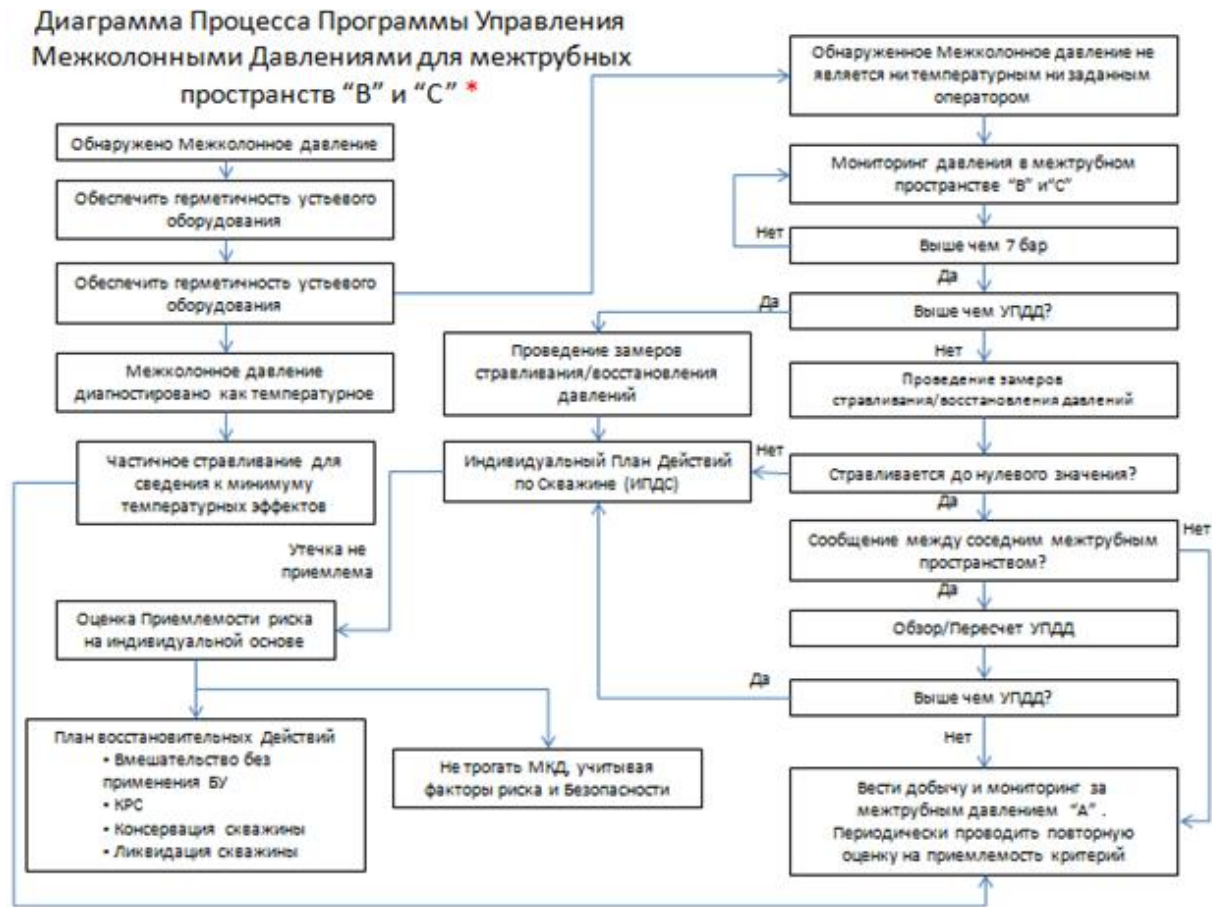 Диаграмма Процесса Программы Управления
Межколонными Давлениями для межтрубных
пространств “В” и “С” *
Обнаружено Межколонное давление
Обеспечить герметичность устьевого
оборудования
Обеспечить герметичность устьевого
оборудования
Межколонное давление
диагностировано как температурное
Частичное стравливание для
сведения к минимуму
температурных эффектов
Утечка не
приемлема
Оценка Приемлемости риска
на индивидуальной основе
План восстановительных Действий
• Вмешательство без
применения БУ
• КРС
• Консервация скважины
• Ликвидация скважины
Не трогать МКД, учитывая
факторы риска и Безопасности
Проведение замеров
стравливания/восстановления
давлений
Индивидуальный План Действий
по Скважине (ИПДС)
Обнаруженное Межколонное давление не
является ни температурным ни заданным
оператором
Мониторинг давления в межтрубном
пространстве “В” и“С”
Нет
Выше чем 7 бар
Да
Да
Выше чем УПДД?
Нет
Проведение замеров
стравливания/восстановления давлений
Нет
Стравливается до нулевого значения?
Да
Нет
Сообщение между соседним межтрубным
пространством?
Да
Обзор/Пересчет УПДД
Да
Выше чем УПДД?
Нет
Вести добычу и мониторинг за
межтрубным давлением “А” .
Периодически проводить повторную
оценку на приемлемость критерий